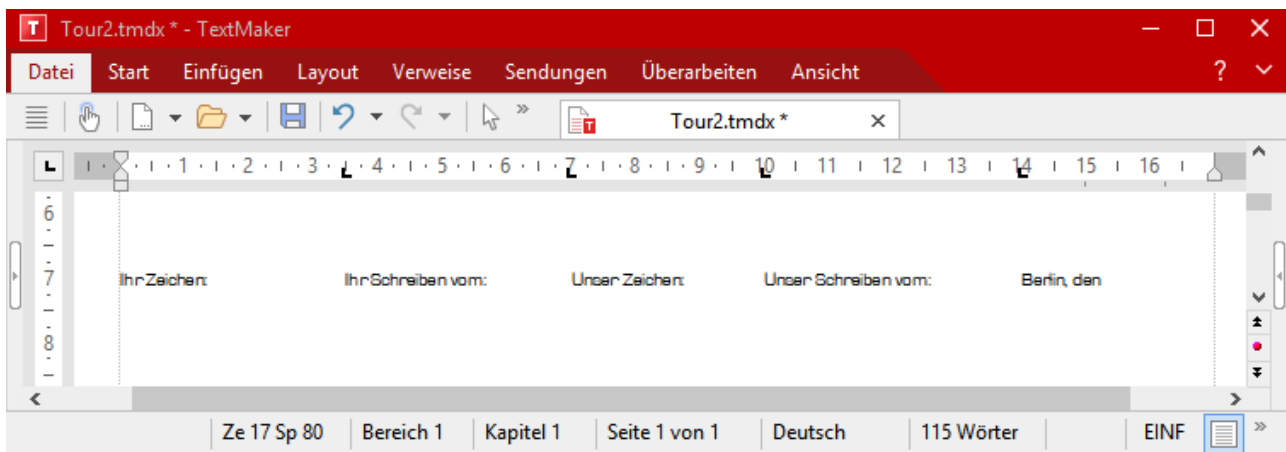 T Tour2.tmdx * - TextMaker
Datei Start Einfügen Layout Verweise Sendungen Überarbeiten Ansicht ?
Tour2.tmdx *
1 2 3 4 5 6 7 8 9 10 11 12 13 14 15 16
6
7
Ihr Zeichen: Ihr Schreiben vom: Unser Zeichen: Unser Schreiben vom: Berlin, den
8
Ze 17 Sp 80 Bereich 1 Kapitel 1 Seite 1 von 1 Deutsch 115 Wörter EINF